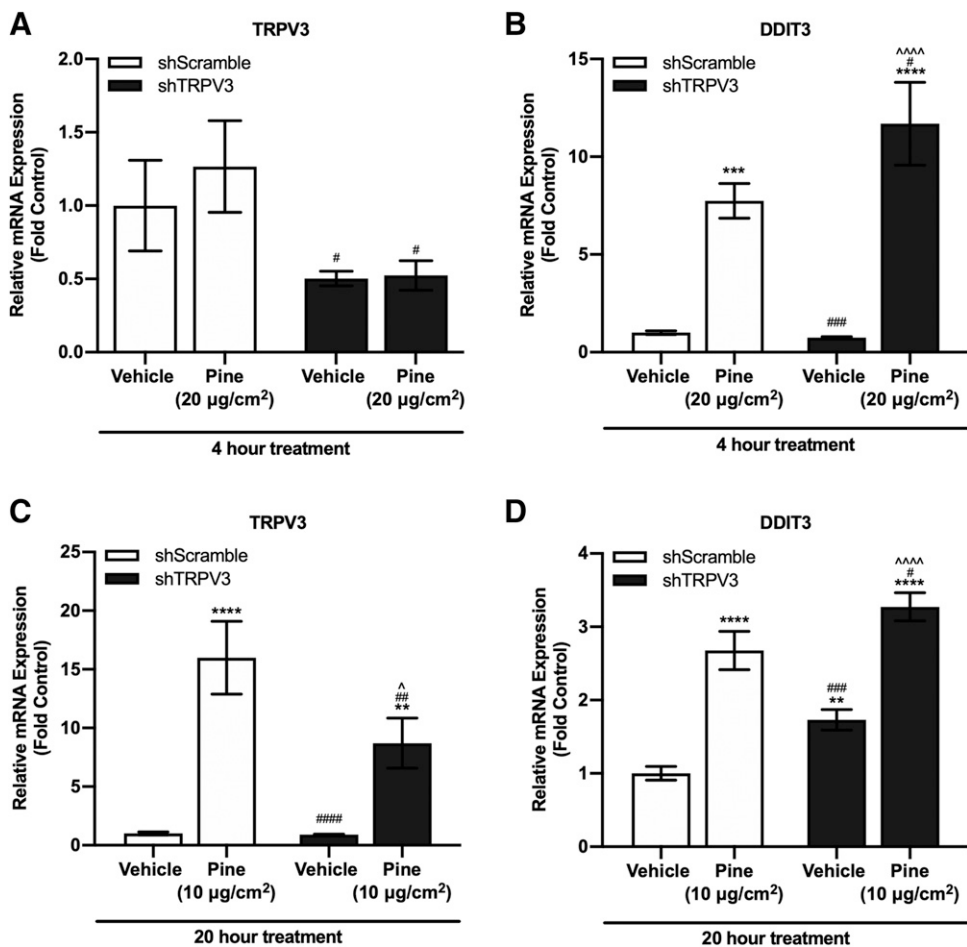 A
TRPV3
shScramble
shTRPV3
Relative mRNA Expression
(Fold Control)
2.0
1.5
1.0
0.5
0.0
#
#
Vehicle
Pine
(20 µg/cm²)
Vehicle
Pine
(20 µg/cm²)
4 hour treatment
B
DDIT3
shScramble
shTRPV3
Relative mRNA Expression
(Fold Control)
15
10
5
0
***
###
^^^^
#
****
Vehicle
Pine
(20 µg/cm²)
Vehicle
Pine
(20 µg/cm²)
4 hour treatment
C
TRPV3
shScramble
shTRPV3
Relative mRNA Expression
(Fold Control)
25
20
15
10
5
0
****
####
^
##
**
Vehicle
Pine
(10 µg/cm²)
Vehicle
Pine
(10 µg/cm²)
20 hour treatment
D
DDIT3
shScramble
shTRPV3
Relative mRNA Expression
(Fold Control)
4
3
2
1
0
****
###
**
^^^^
#
****
Vehicle
Pine
(10 µg/cm²)
Vehicle
Pine
(10 µg/cm²)
20 hour treatment